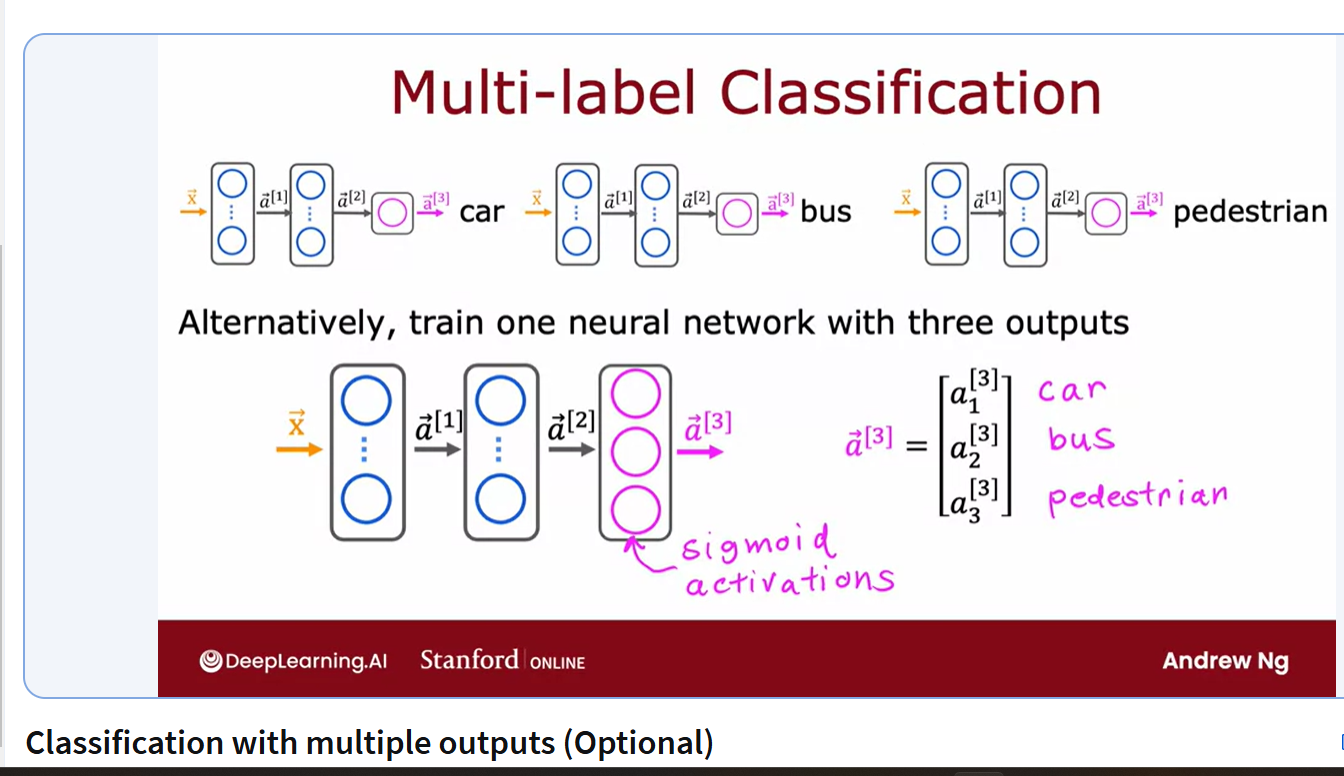 Multi-label Classification
x⃗ a⃗[1] a⃗[2] a⃗[3] car x⃗ a⃗[1] a⃗[2] a⃗[3] bus x⃗ a⃗[1] a⃗[2] a⃗[3] pedestrian
Alternatively, train one neural network with three outputs
x⃗ a⃗[1] a⃗[2] a⃗[3]
a⃗[3] =
a₁[3] car
a₂[3] bus
a₃[3] pedestrian
sigmoid
activations
DeepLearning.AI Stanford ONLINE Andrew Ng
Classification with multiple outputs (Optional)